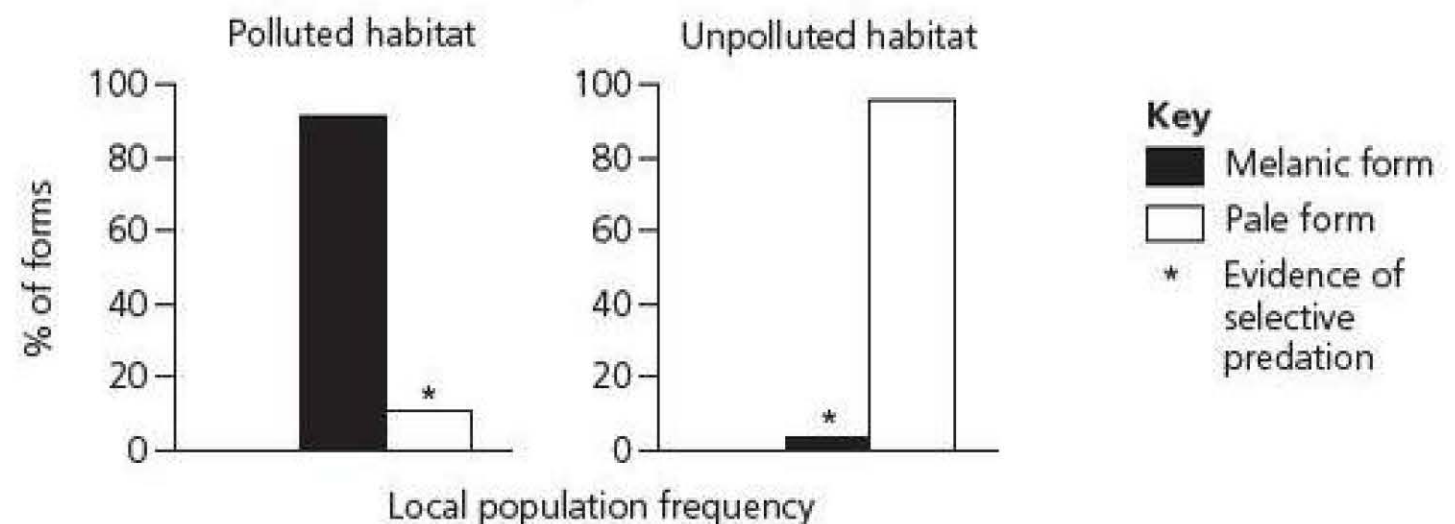 Polluted habitat
Unpolluted habitat
% of forms
100
80
60
40
20
0
*
100
80
60
40
20
0
*
Local population frequency
Key
Melanic form
Pale form
* Evidence of
selective
predation